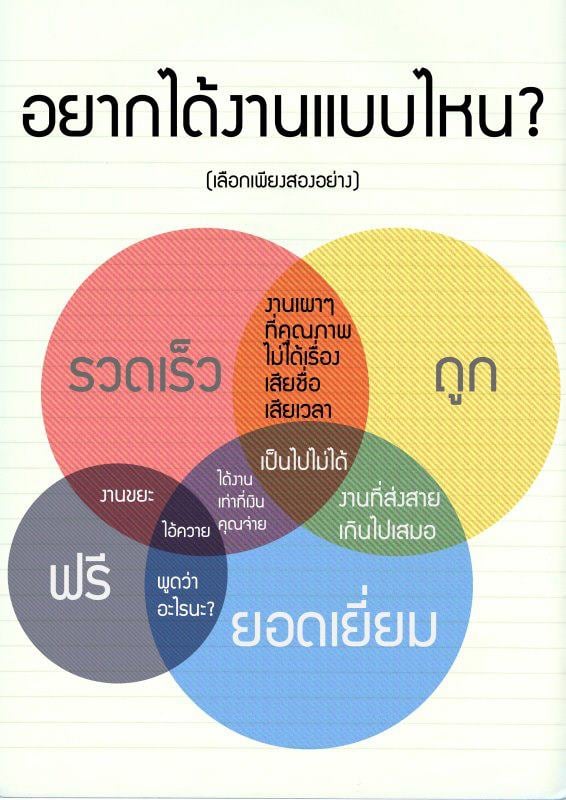 อยากได้งานแบบไหน?
(เลือกเพียงสองอย่าง)
รวดเร็ว
งานเผาๆ
ที่คุณภาพ
ไม่ได้เรื่อง
เสียชื่อ
เสียเวลา
ถูก
งานขยะ
ได้งาน
เท่าที่เงิน
คุณจ่าย
เป็นไปไม่ได้
งานที่ส่งสาย
เกินไปเสมอ
ไอ้ควาย
ฟรี
พูดว่า
อะไรนะ?
ยอดเยี่ยม